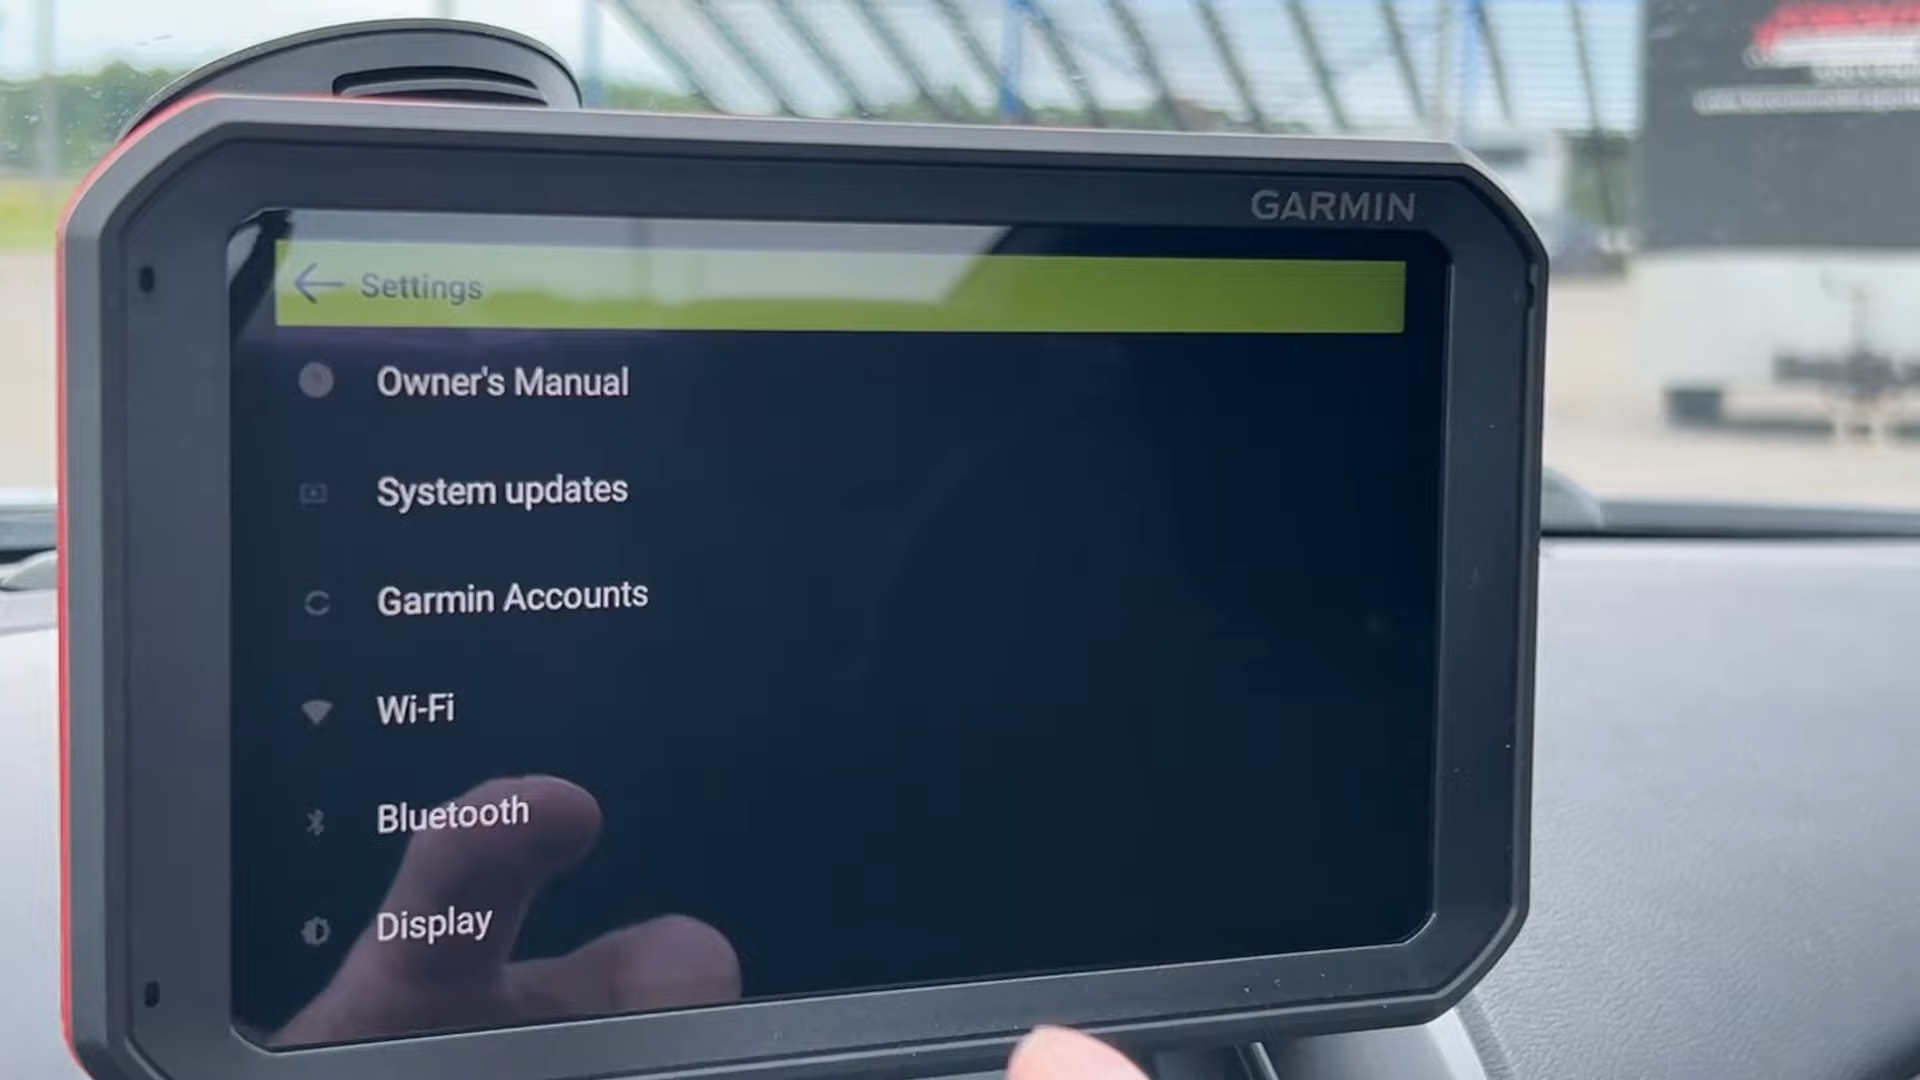 GARMIN
Settings
Owner's Manual
System updates
Garmin Accounts
Wi-Fi
Bluetooth
Display